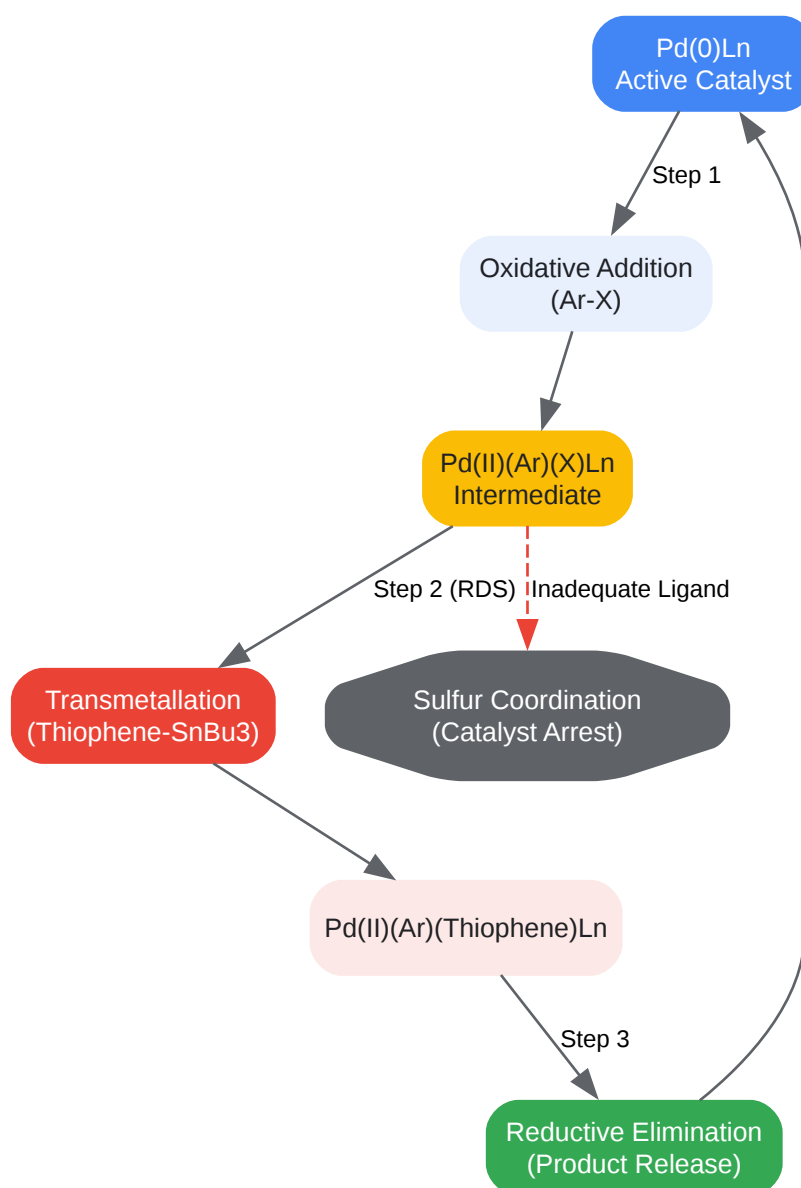 Pd(0)Ln
Active Catalyst
Step 1
Oxidative Addition
(Ar-X)
Pd(II)(Ar)(X)Ln
Intermediate
Step 2 (RDS)
Inadequate Ligand
Transmetallation
(Thiophene-SnBu3)
Sulfur Coordination
(Catalyst Arrest)
Pd(II)(Ar)(Thiophene)Ln
Step 3
Reductive Elimination
(Product Release)